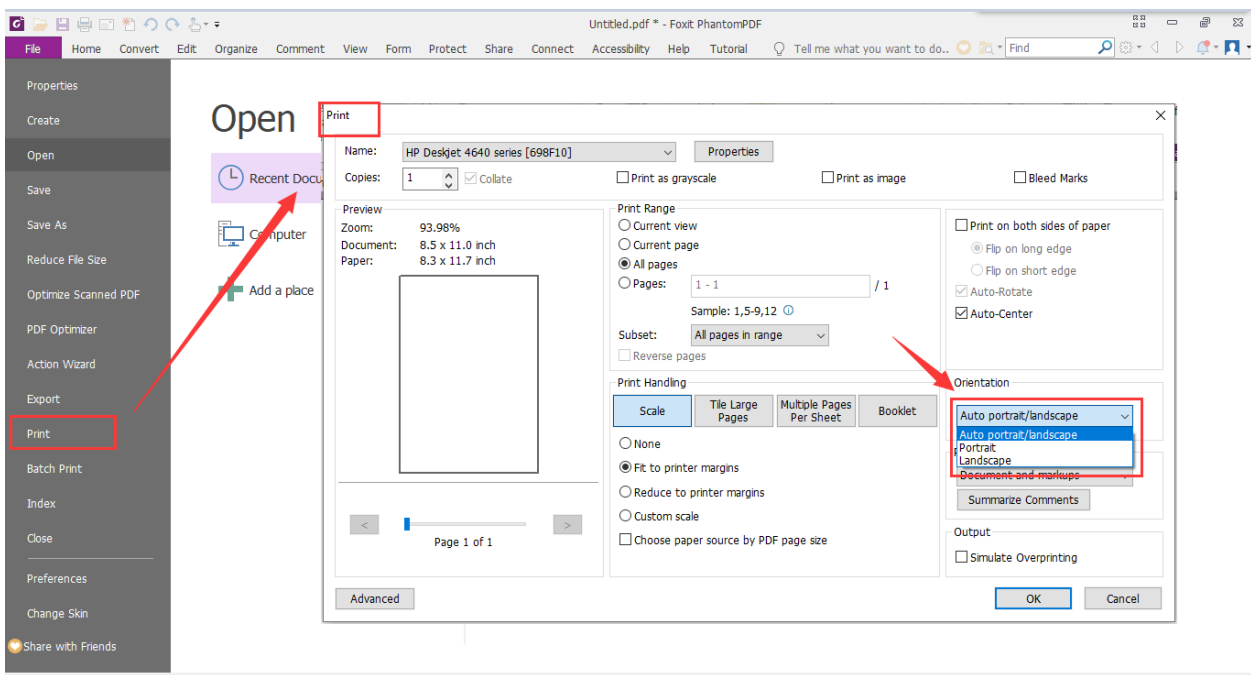 Untitled.pdf * - Foxit PhantomPDF
File Home Convert Edit Organize Comment View Form Protect Share Connect Accessibility Help Tutorial Tell me what you want to do.. Find
Properties
Create
Open
Save
Save As
Reduce File Size
Optimize Scanned PDF
PDF Optimizer
Action Wizard
Export
Print
Batch Print
Index
Close
Preferences
Change Skin
Share with Friends
Open
Recent Docu
Computer
Add a place
Print
Name: HP Deskjet 4640 series [698F10] Properties
Copies: 1 Collate Print as grayscale Print as image Bleed Marks
Preview
Zoom: 93.98%
Document: 8.5 x 11.0 inch
Paper: 8.3 x 11.7 inch
< >
Page 1 of 1
Print Range
Current view
Current page
All pages
Pages: 1 - 1 / 1
Sample: 1,5-9,12
Subset: All pages in range
Reverse pages
Print Handling
Scale Tile Large Pages Multiple Pages Per Sheet Booklet
None
Fit to printer margins
Reduce to printer margins
Custom scale
Choose paper source by PDF page size
Print on both sides of paper
Flip on long edge
Flip on short edge
Auto-Rotate
Auto-Center
Orientation
Auto portrait/landscape
Auto portrait/landscape
Portrait
Landscape
Document and markups
Summarize Comments
Output
Simulate Overprinting
Advanced OK Cancel